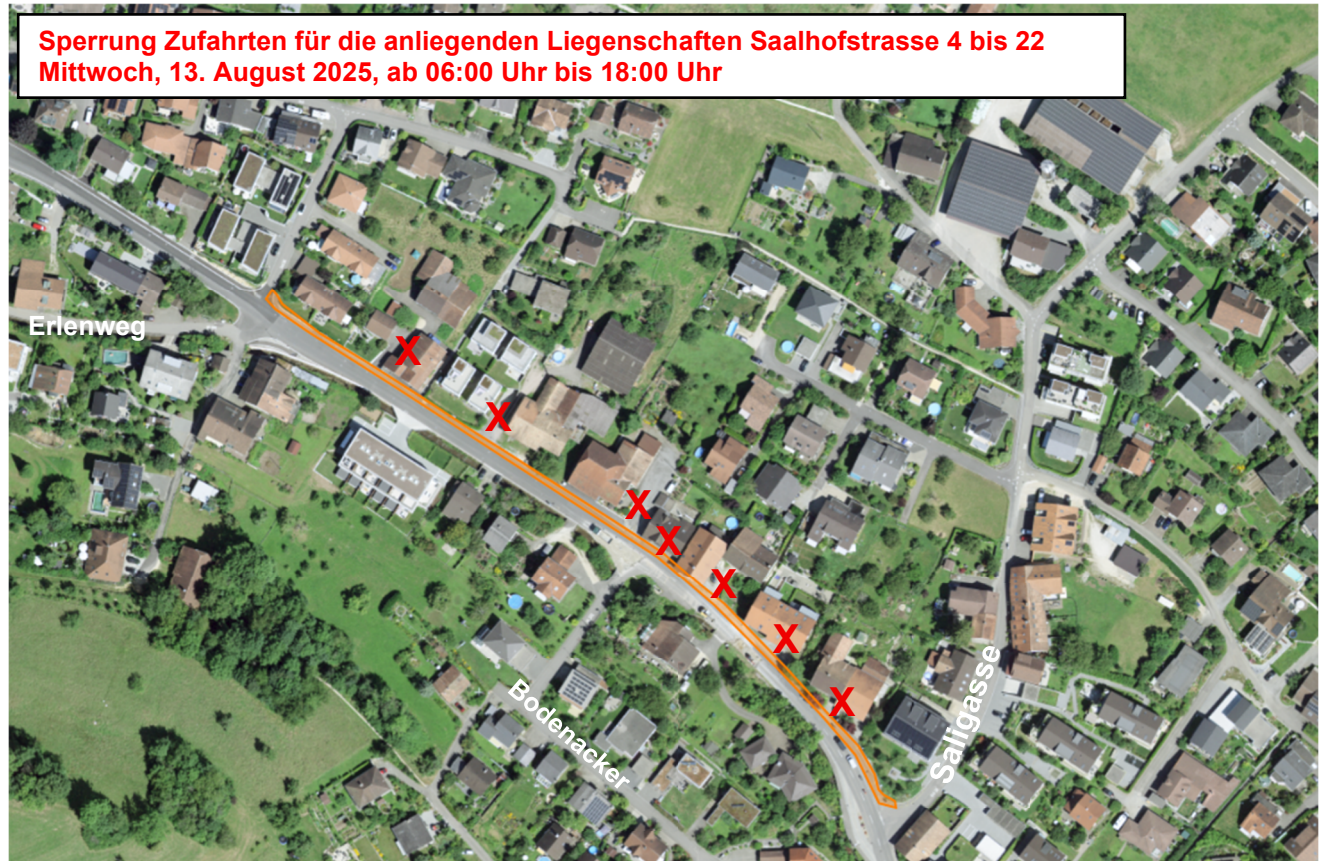 Sperrung Zufahrten für die anliegenden Liegenschaften Saalhofstrasse 4 bis 22
Mittwoch, 13. August 2025, ab 06:00 Uhr bis 18:00 Uhr
Erlenweg
X
X
X
X
X
X
X
Bodenacker
Saligasse